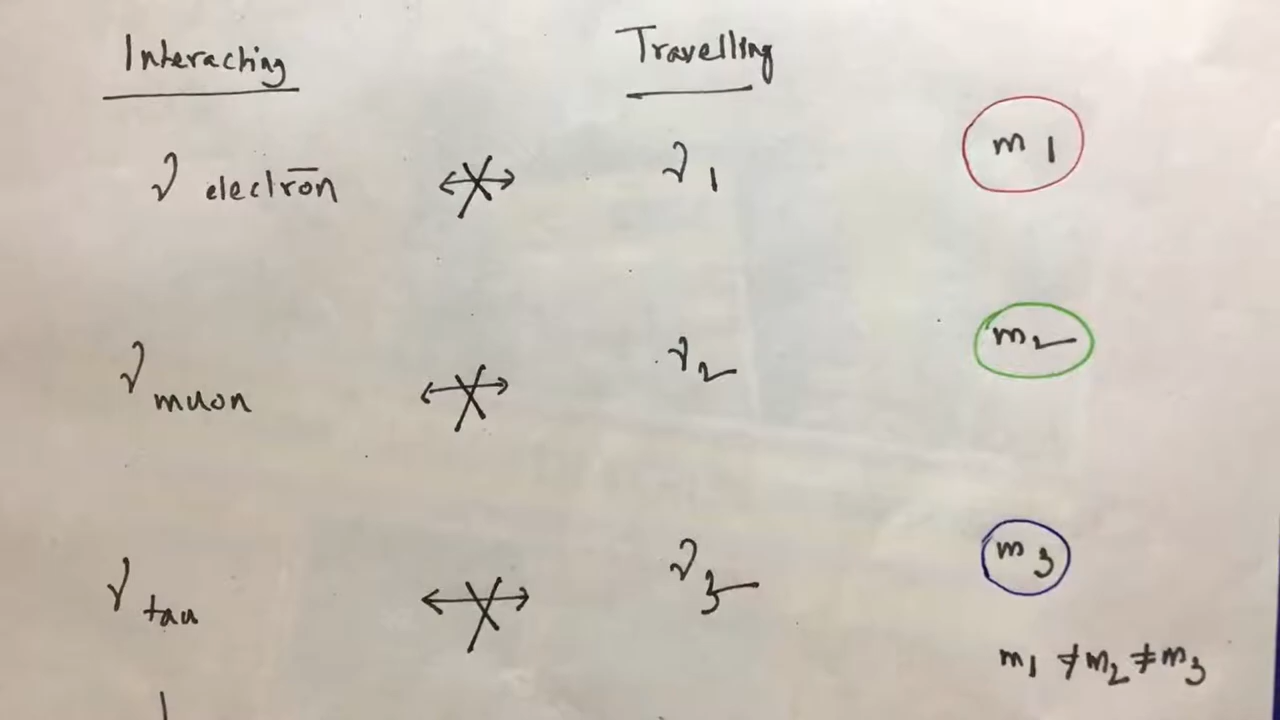 Interacting Travelling
ν electron ↮ ν1 m1
ν muon ↮ ν2 m2
ν tau ↮ ν3 m3
m1 ≠ m2 ≠ m3